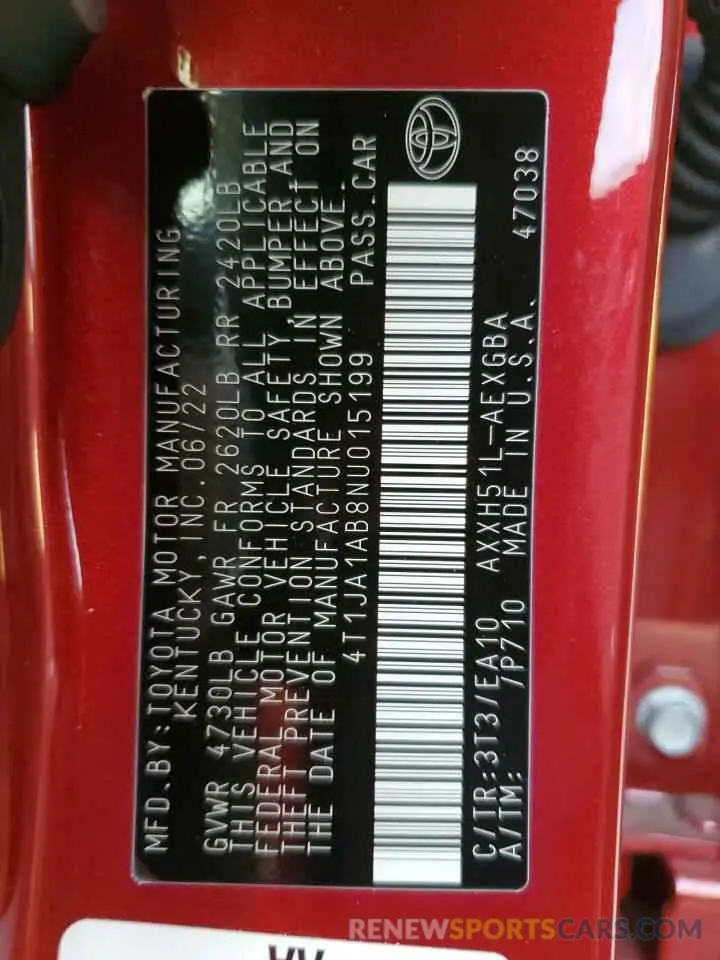 MFD.BY:TOYOTA MOTOR MANUFACTURING
KENTUCKY, INC.06/22
GVWR 4730LB GAWR FR 2620LB RR 2420LB
THIS VEHICLE CONFORMS TO ALL APPLICABLE
FEDERAL MOTOR VEHICLE SAFETY, BUMPER,AND
THEFT PREVENTION STANDARDS IN EFFECT ON
THE DATE OF MANUFACTURE SHOWN ABOVE.
4T1JA1AB8NU015199 PASS.CAR
C/TR:3T3/EA10 AXXH51L-AEXGBA
A/TM: /P710 MADE IN U.S.A. 47038
RENEWSPORTSCARS.COM